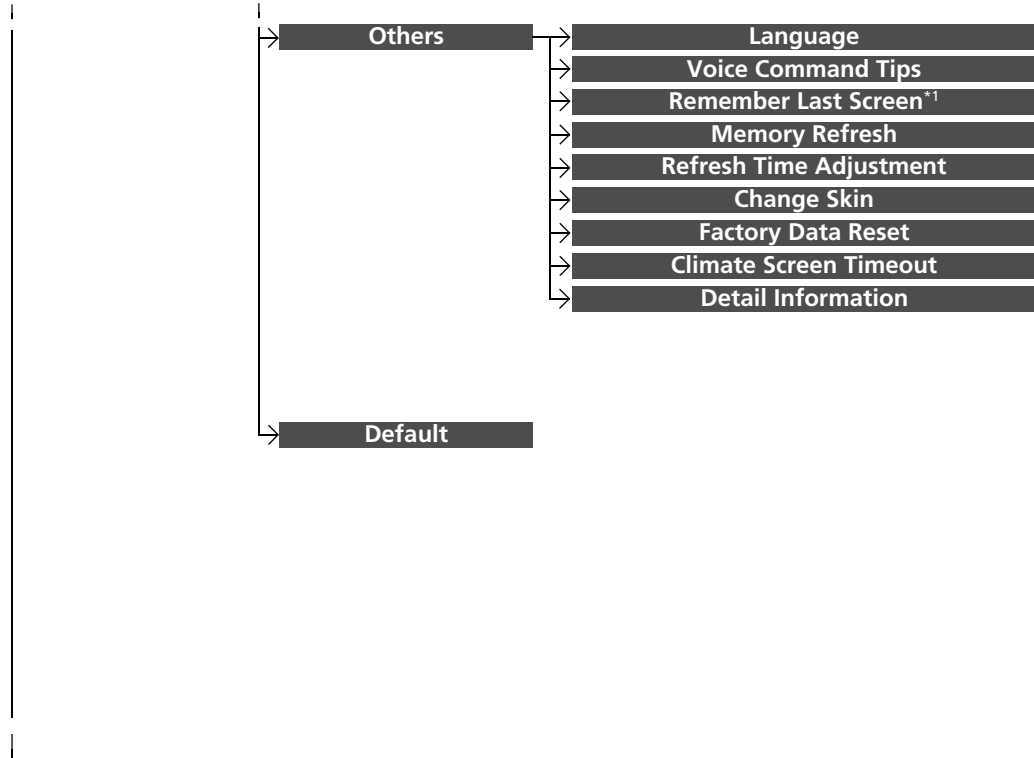 Others
Language
Voice Command Tips
Remember Last Screen*1
Memory Refresh
Refresh Time Adjustment
Change Skin
Factory Data Reset
Climate Screen Timeout
Detail Information
Default